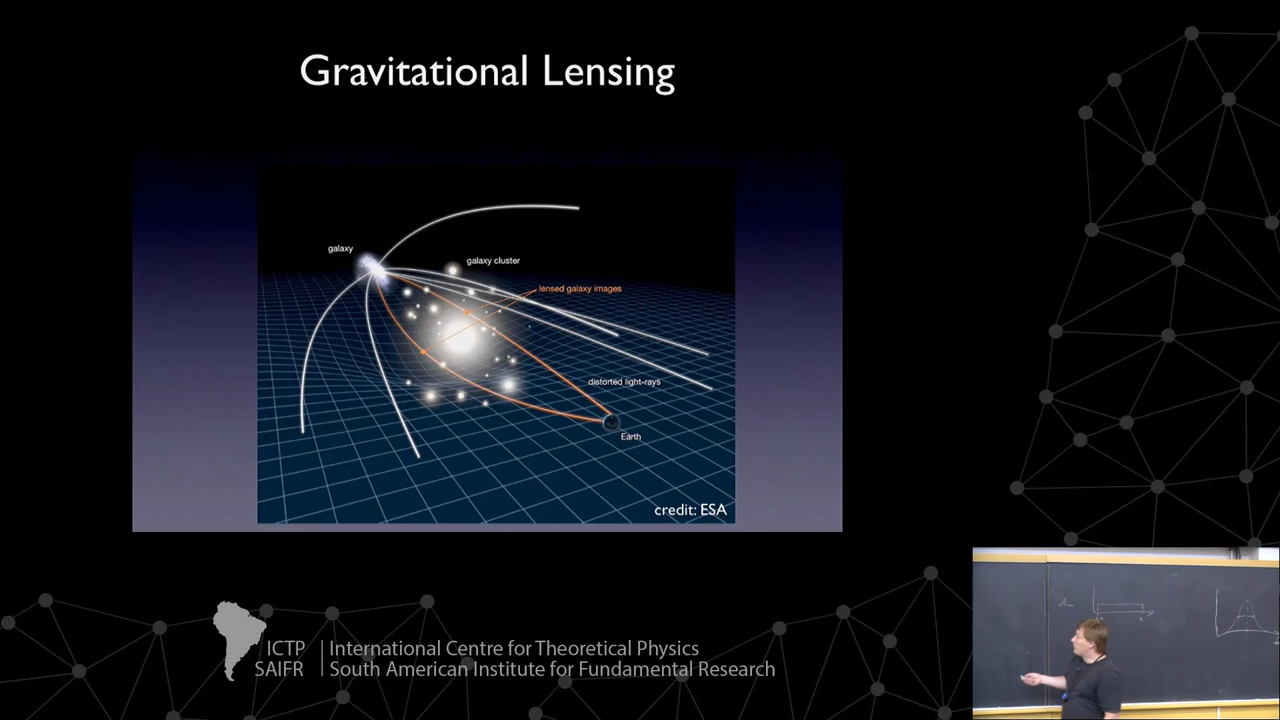 Gravitational Lensing
galaxy
galaxy cluster
lensed galaxy images
distorted light-rays
Earth
credit: ESA
ICTP | International Centre for Theoretical Physics
SAIFR | South American Institute for Fundamental Research